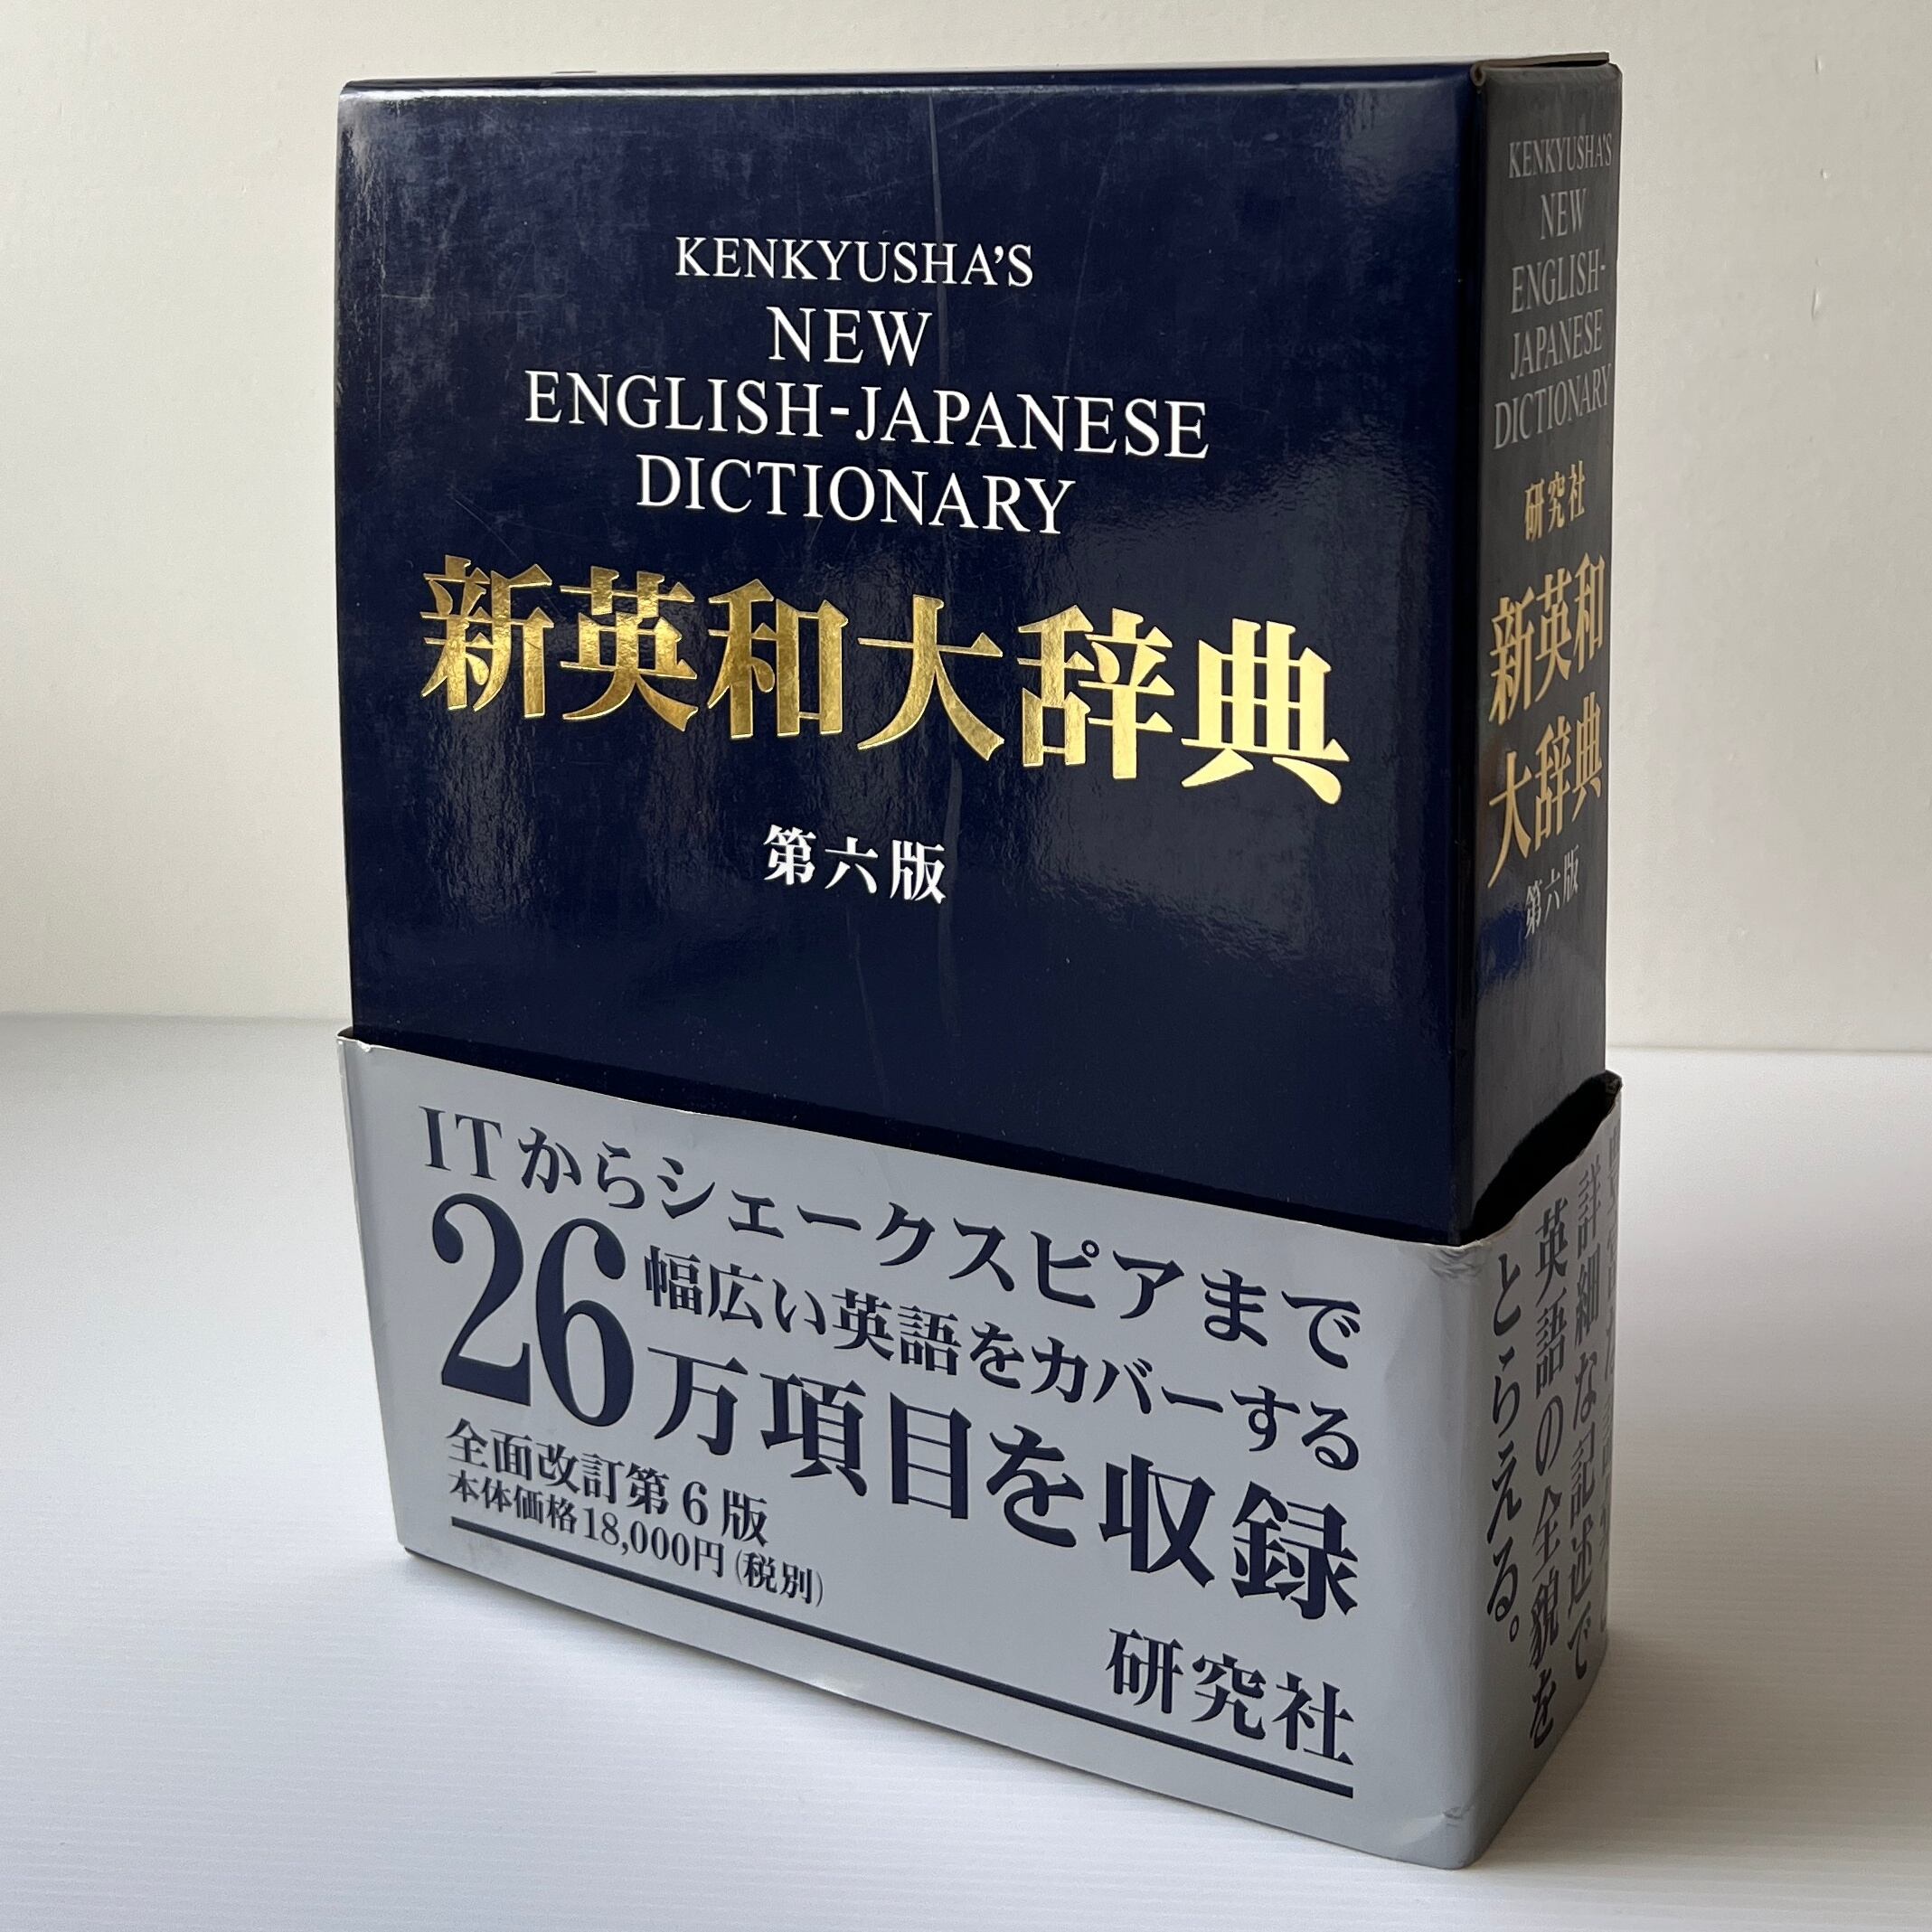 KENKYUSHA'S
NEW
ENGLISH-JAPANESE
DICTIONARY
新英和大辞典
第六版
ITからシェークスピアまで
幅広い英語をカバーする
26万項目を収録
全面改訂第6版
本体価格18,000円(税別)
研究社
KENKYUSHA'S
NEW
ENGLISH-
JAPANESE
DICTIONARY
研究社
新英和
大辞典
第六版
詳細な記述で
英語の全貌を
とらえる。